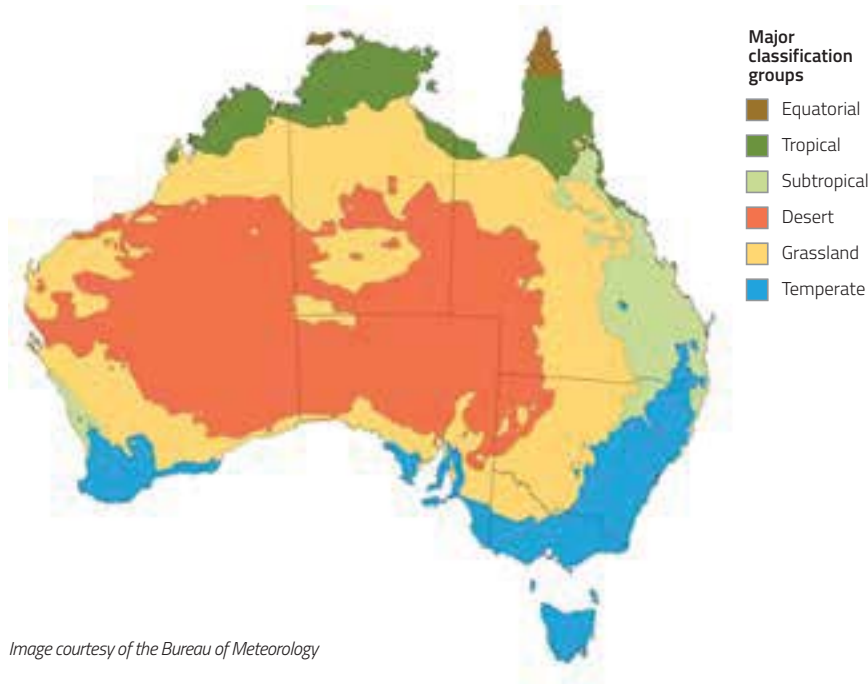 Major
classification
groups
Equatorial
Tropical
Subtropical
Desert
Grassland
Temperate
Image courtesy of the Bureau of Meteorology